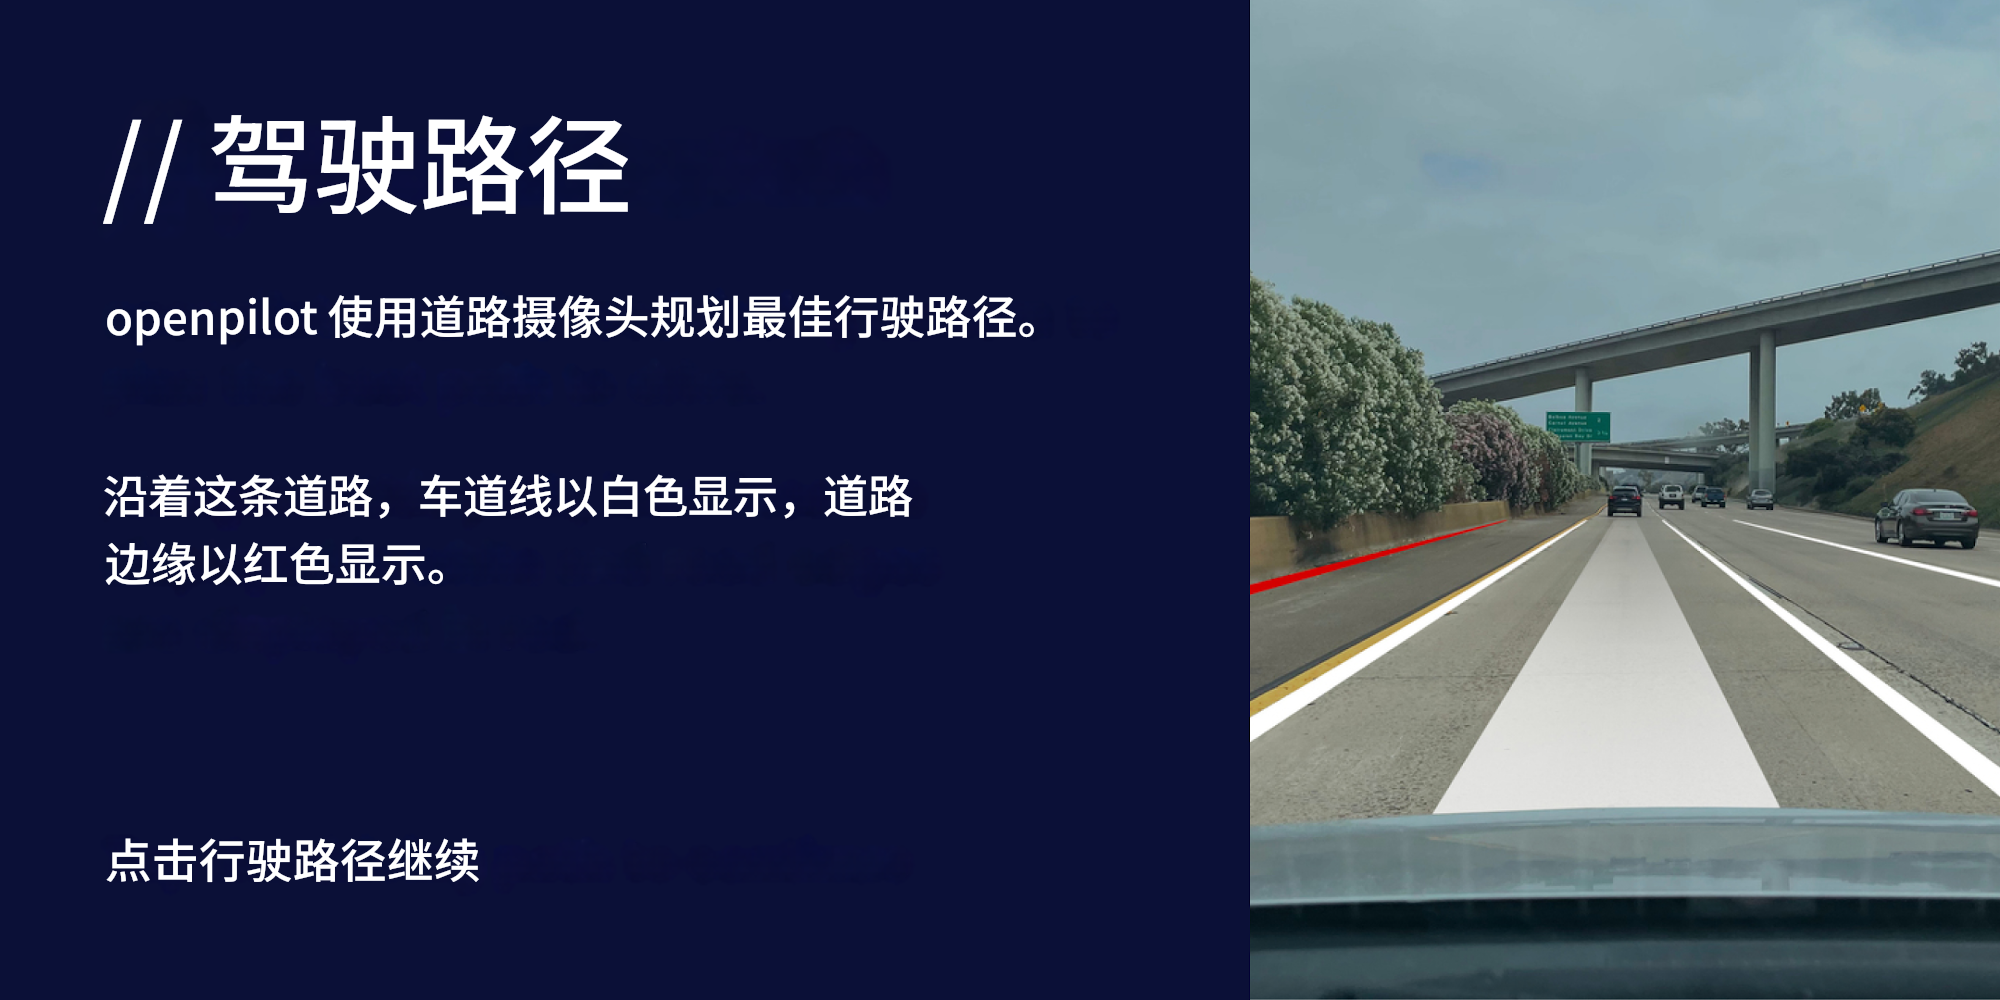 // 驾驶路径
openpilot 使用道路摄像头规划最佳行驶路径。
沿着这条道路，车道线以白色显示，道路
边缘以红色显示。
点击行驶路径继续